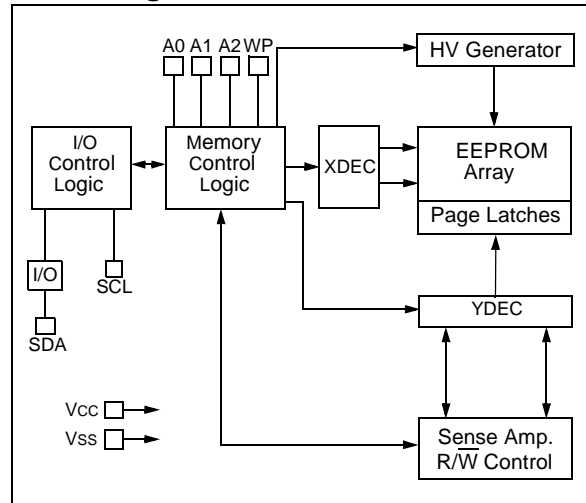 A0 A1 A2 WP
HV Generator
I/O
Control
Logic
Memory
Control
Logic
XDEC
EEPROM
Array
Page Latches
I/O
SCL
SDA
YDEC
Vcc
Vss
Sense Amp.
R/W̅ Control